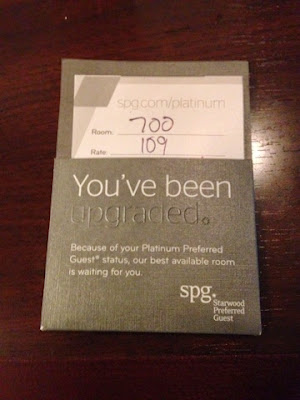 spg.com/platinum
Room: 700
Rate: 109
You've been
upgraded.
Because of your Platinum Preferred
Guest® status, our best available room
is waiting for you.
spg.
Starwood
Preferred
Guest